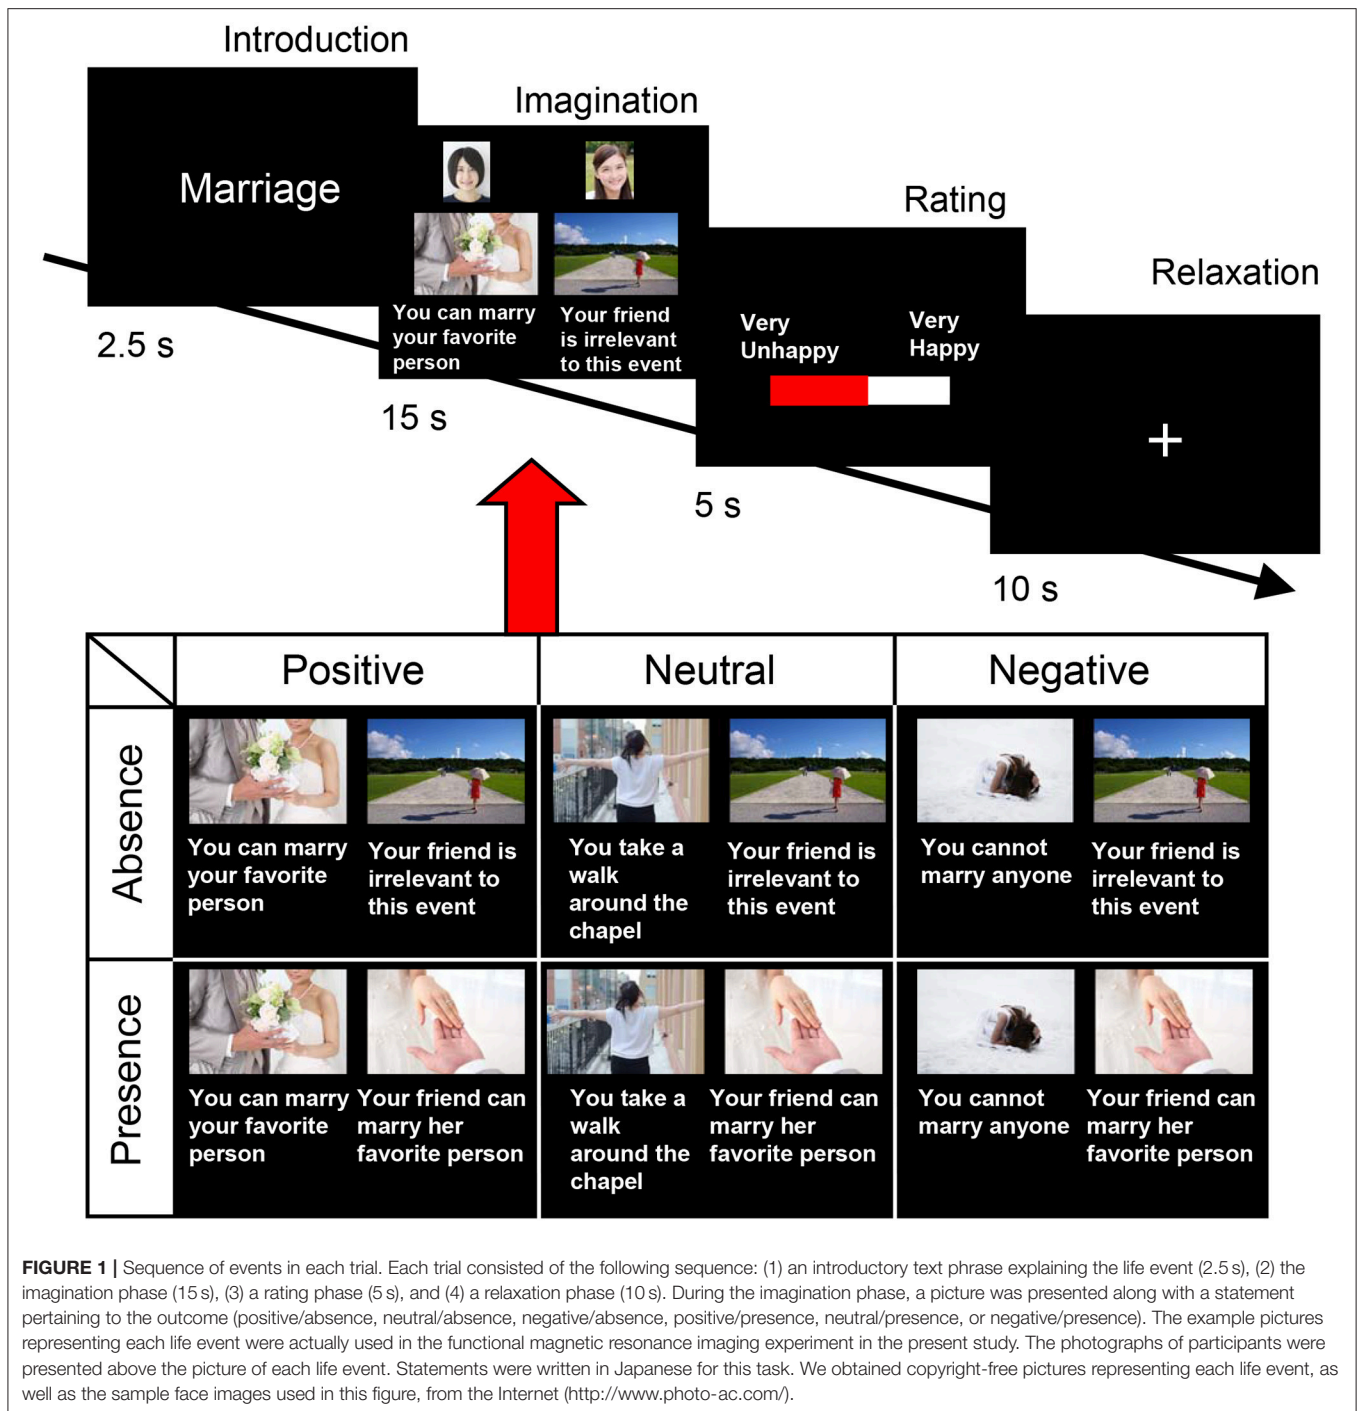 Introduction
Marriage
2.5 s
Imagination
You can marry
your favorite
person
Your friend
is irrelevant
to this event
15 s
Rating
Very
Unhappy
Very
Happy
5 s
Relaxation
+
10 s
Positive
Neutral
Negative
Absence
You can marry
your favorite
person
Your friend is
irrelevant to
this event
You take a
walk
around the
chapel
Your friend is
irrelevant to
this event
You cannot
marry anyone
Your friend is
irrelevant to
this event
Presence
You can marry
your favorite
person
Your friend can
marry her
favorite person
You take a
walk
around the
chapel
Your friend can
marry her
favorite person
You cannot
marry anyone
Your friend can
marry her
favorite person
FIGURE 1 | Sequence of events in each trial. Each trial consisted of the following sequence: (1) an introductory text phrase explaining the life event (2.5 s), (2) the
imagination phase (15 s), (3) a rating phase (5 s), and (4) a relaxation phase (10 s). During the imagination phase, a picture was presented along with a statement
pertaining to the outcome (positive/absence, neutral/absence, negative/absence, positive/presence, neutral/presence, or negative/presence). The example pictures
representing each life event were actually used in the functional magnetic resonance imaging experiment in the present study. The photographs of participants were
presented above the picture of each life event. Statements were written in Japanese for this task. We obtained copyright-free pictures representing each life event, as
well as the sample face images used in this figure, from the Internet (http://www.photo-ac.com/).